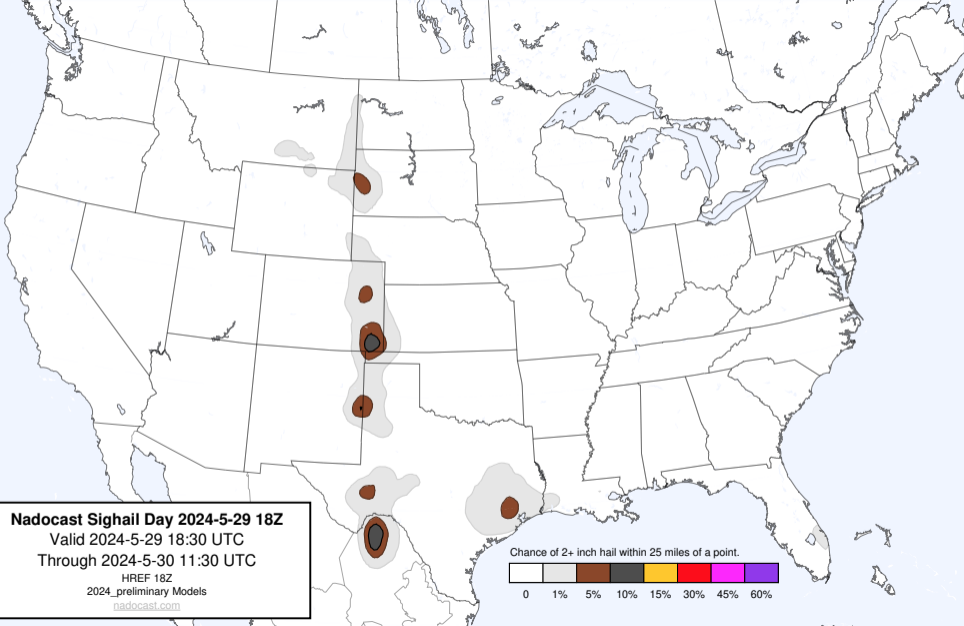 Nadocast Sighail Day 2024-5-29 18Z
Valid 2024-5-29 18:30 UTC
Through 2024-5-30 11:30 UTC
HREF 18Z
2024_preliminary Models
nadocast.com
Chance of 2+ inch hail within 25 miles of a point.
0 1% 5% 10% 15% 30% 45% 60%